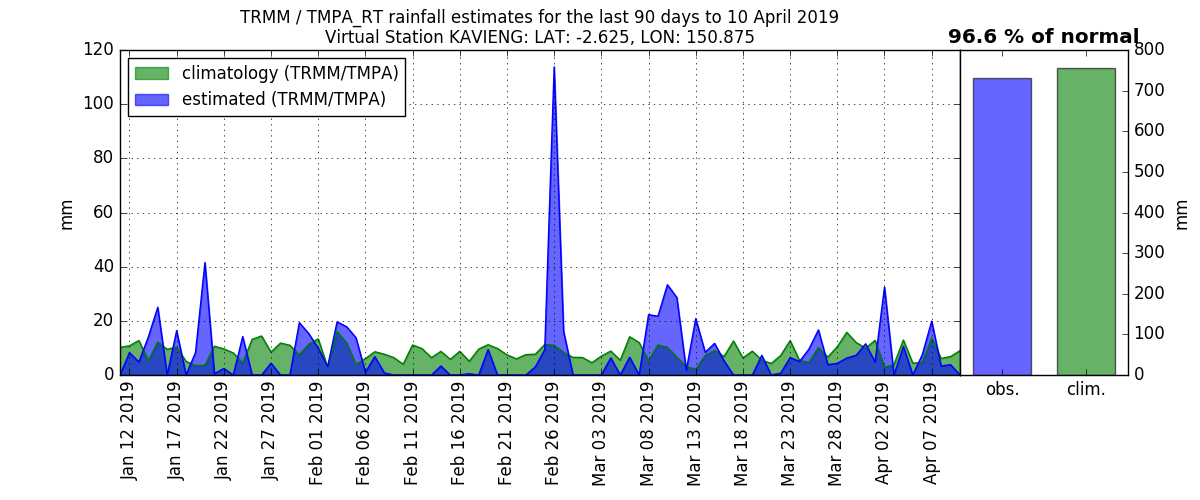 TRMM / TMPA_RT rainfall estimates for the last 90 days to 10 April 2019
Virtual Station KAVIENG: LAT: -2.625, LON: 150.875
96.6 % of normal
climatology (TRMM/TMPA)
estimated (TRMM/TMPA)
120
100
80
60
40
20
0
mm
800
700
600
500
400
300
200
100
0
mm
Jan 12 2019
Jan 17 2019
Jan 22 2019
Jan 27 2019
Feb 01 2019
Feb 06 2019
Feb 11 2019
Feb 16 2019
Feb 21 2019
Feb 26 2019
Mar 03 2019
Mar 08 2019
Mar 13 2019
Mar 18 2019
Mar 23 2019
Mar 28 2019
Apr 02 2019
Apr 07 2019
obs.
clim.